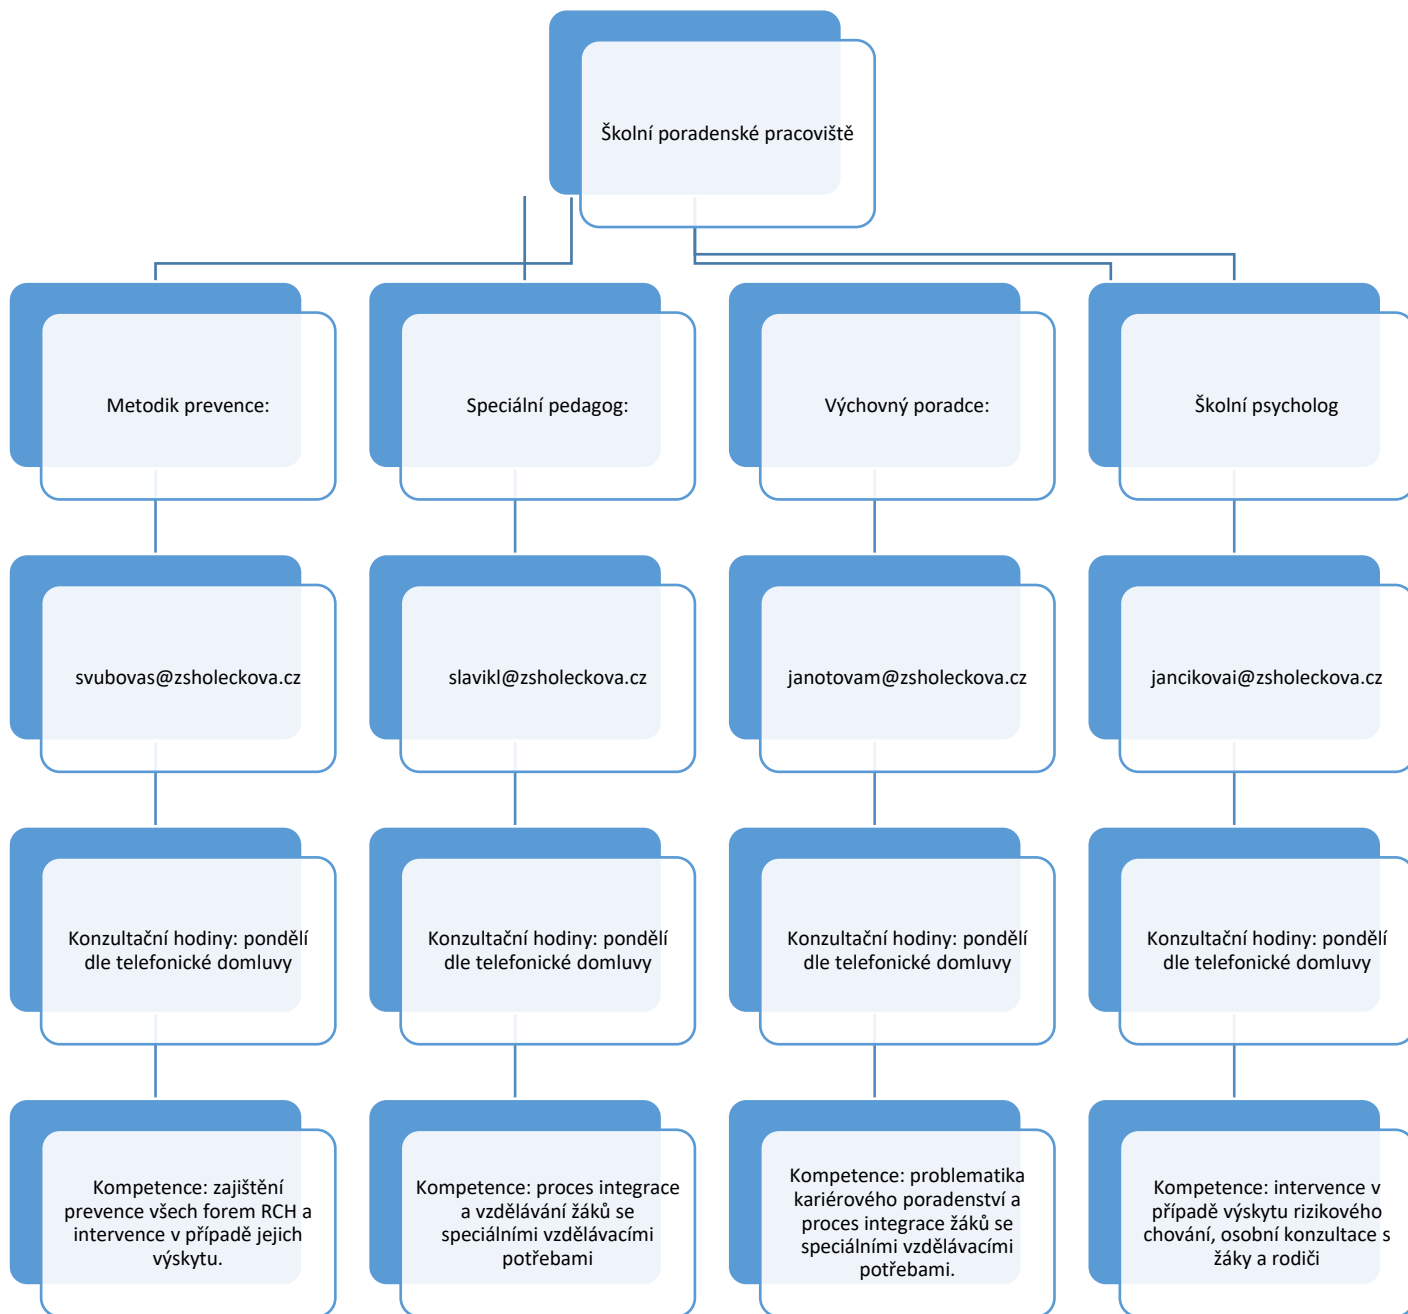 Školní poradenské pracoviště
Metodik prevence:
Speciální pedagog:
Výchovný poradce:
Školní psycholog
svubovas@zsholeckova.cz
slavikl@zsholeckova.cz
janotovam@zsholeckova.cz
jancikovai@zsholeckova.cz
Konzultační hodiny: pondělí
dle telefonické domluvy
Konzultační hodiny: pondělí
dle telefonické domluvy
Konzultační hodiny: pondělí
dle telefonické domluvy
Konzultační hodiny: pondělí
dle telefonické domluvy
Kompetence: zajištění
prevence všech forem RCH a
intervence v případě jejich
výskytu.
Kompetence: proces integrace
a vzdělávání žáků se
speciálními vzdělávacími
potřebami
Kompetence: problematika
kariérového poradenství a
proces integrace žáků se
speciálními vzdělávacími
potřebami.
Kompetence: intervence v
případě výskytu rizikového
chování, osobní konzultace s
žáky a rodiči